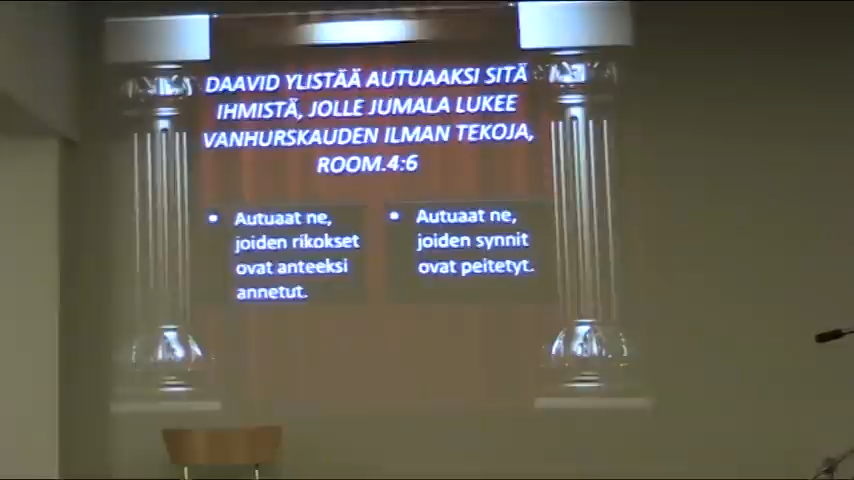 DAAVID YLISTÄÄ AUTUAAKSI SITÄ
IHMISTÄ, JOLLE JUMALA LUKEE
VANHURSKAUDEN ILMAN TEKOJA,
ROOM.4:6
• Autuaat ne,
joiden rikokset
ovat anteeksi
annetut.
• Autuaat ne,
joiden synnit
ovat peitetyt.